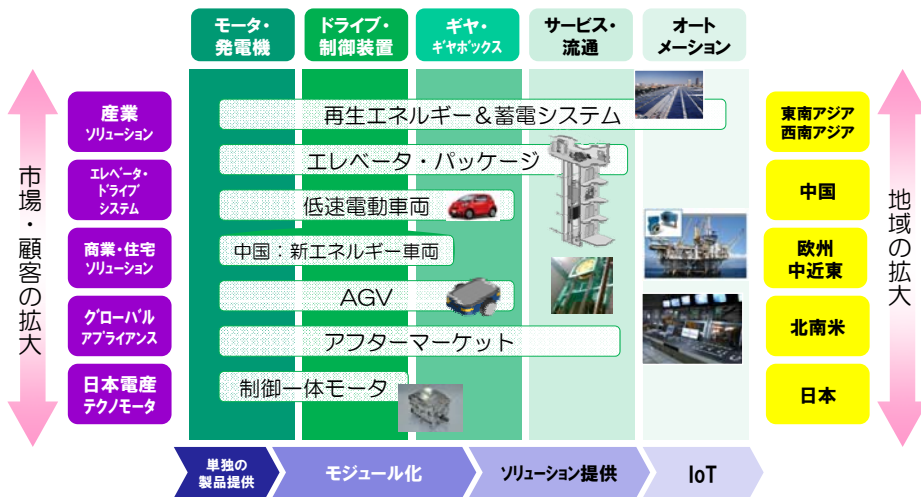 モータ・
発電機
ドライブ・
制御装置
ギヤ・
ギヤボックス
サービス・
流通
オート
メーション
市場・顧客の拡大
産業
ソリューション
エレベータ・
ドライブ
システム
商業・住宅
ソリューション
グローバル
アプライアンス
日本電産
テクノモータ
再生エネルギー＆蓄電システム
エレベータ・パッケージ
低速電動車両
中国：新エネルギー車両
AGV
アフターマーケット
制御一体モータ
東南アジア
西南アジア
中国
欧州
中近東
北南米
日本
地域の拡大
単独の
製品提供
モジュール化
ソリューション提供
IoT